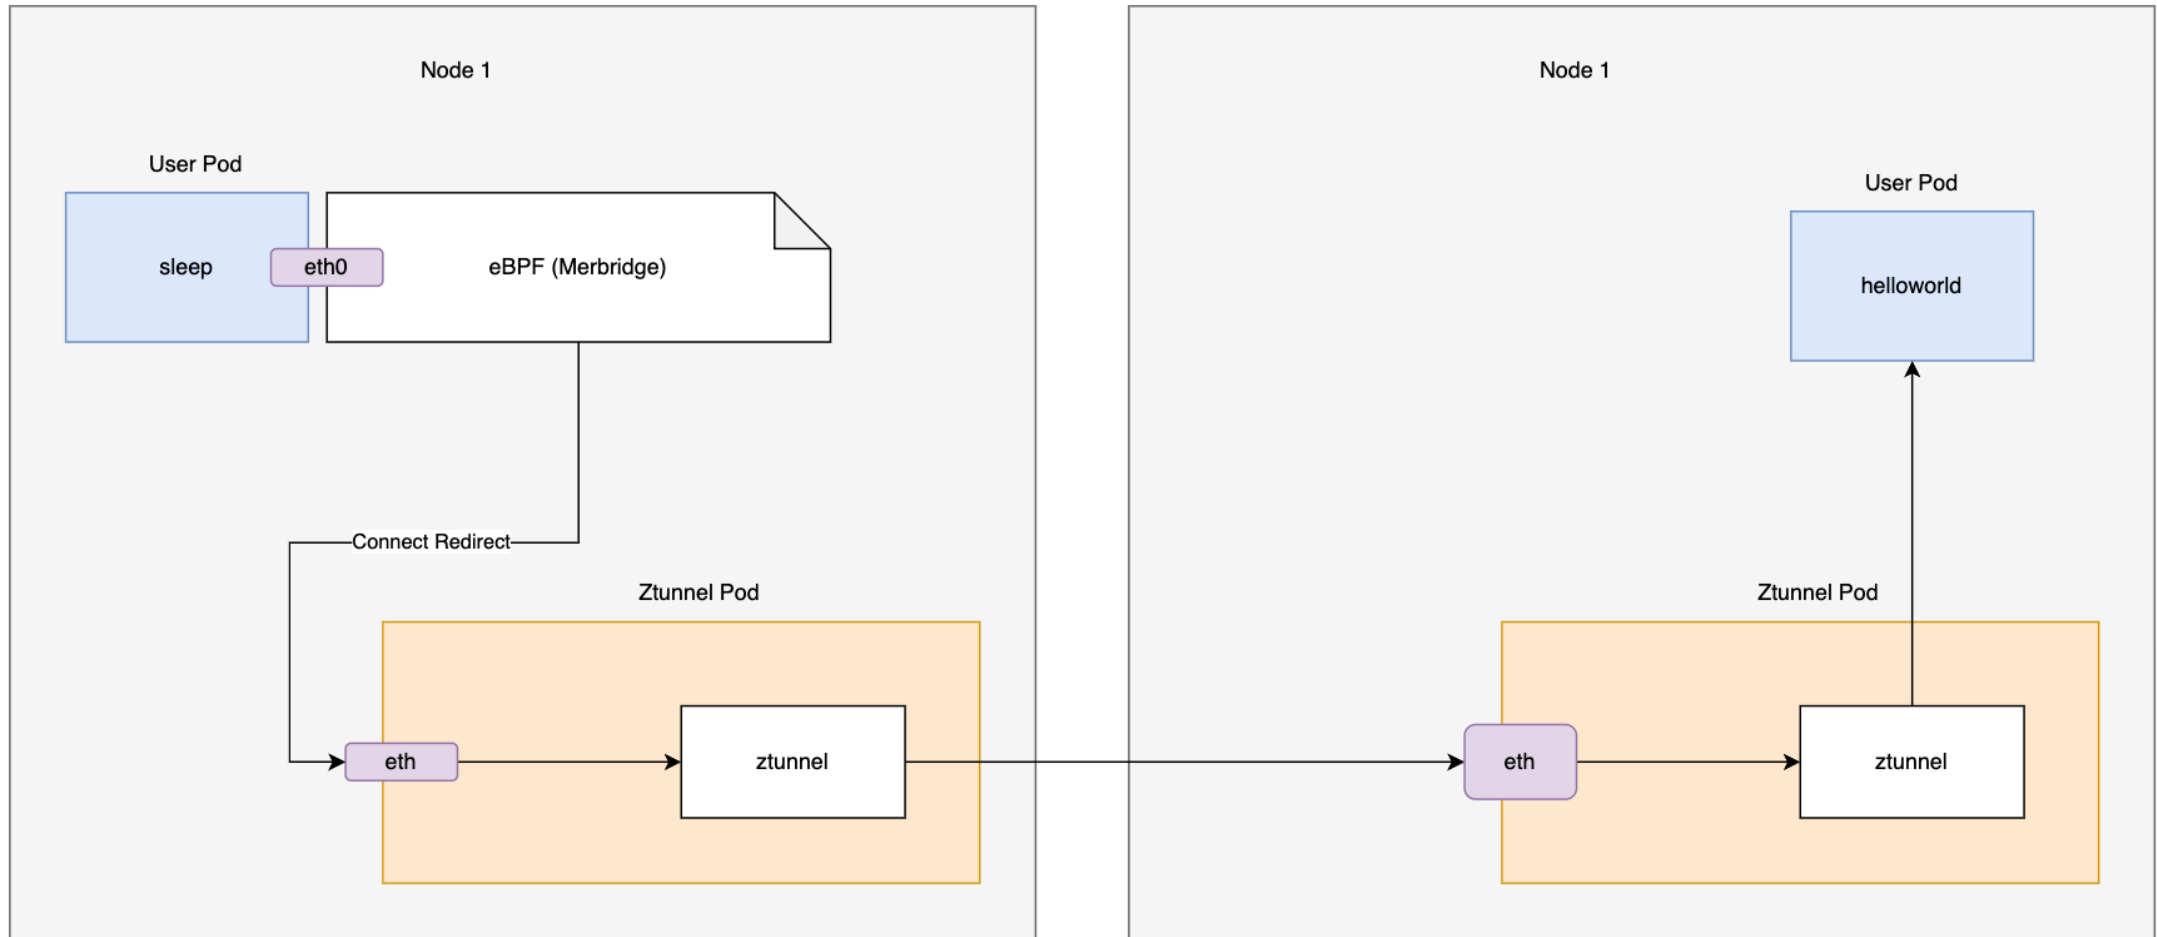 Node 1
User Pod
sleep
eth0
eBPF (Merbridge)
Connect Redirect
Ztunnel Pod
eth
ztunnel
Node 1
User Pod
helloworld
Ztunnel Pod
eth
ztunnel